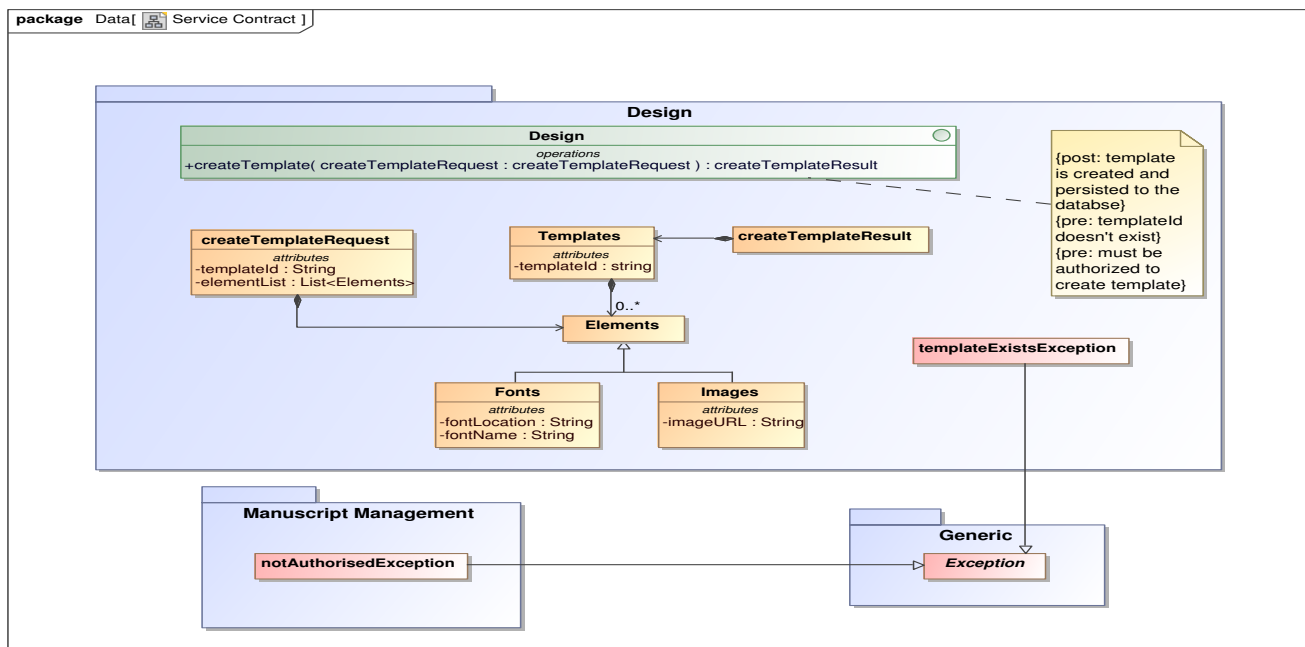 package Data[ Service Contract ]
Design
Design
operations
+createTemplate( createTemplateRequest : createTemplateRequest ) : createTemplateResult
{post: template
is created and
persisted to the
databse}
{pre: templateId
doesn't exist}
{pre: must be
authorized to
create template}
createTemplateRequest
attributes
-templateId : String
-elementList : List<Elements>
Templates
attributes
-templateId : string
createTemplateResult
0..*
Elements
templateExistsException
Fonts
attributes
-fontLocation : String
-fontName : String
Images
attributes
-imageURL : String
Manuscript Management
notAuthorisedException
Generic
Exception